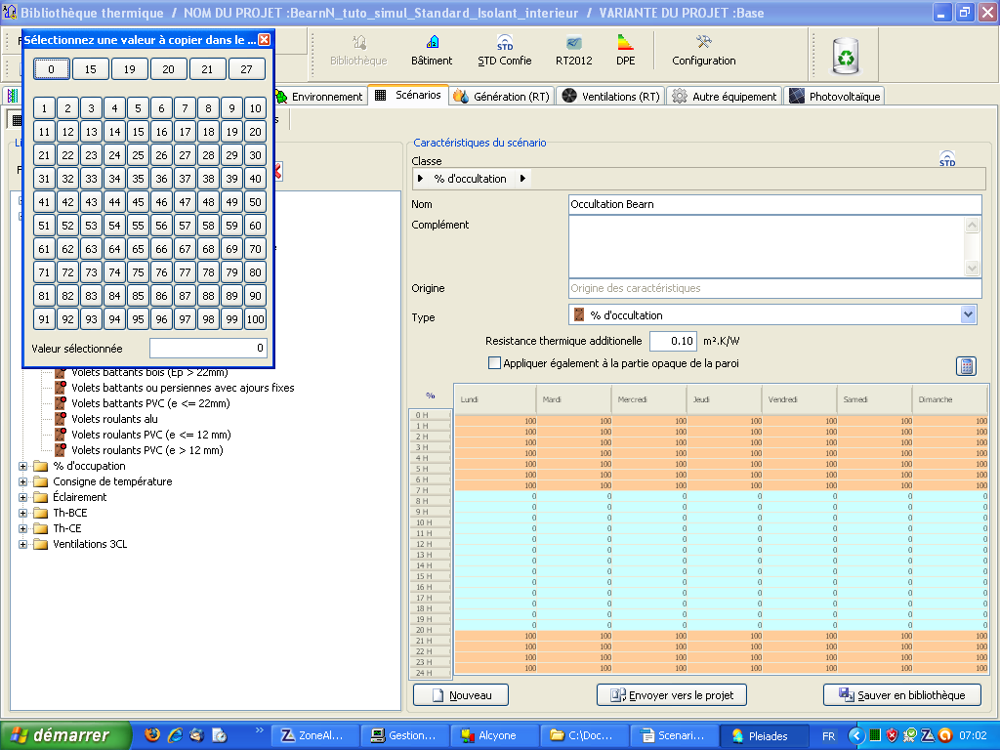 Bibliothèque thermique / NOM DU PROJET :BearnN_tuto_simul_Standard_Isolant_interieur / VARIANTE DU PROJET :Base
Sélectionnez une valeur à copier dans le ...
0 15 19 20 21 27
1 2 3 4 5 6 7 8 9 10
11 12 13 14 15 16 17 18 19 20
21 22 23 24 25 26 27 28 29 30
31 32 33 34 35 36 37 38 39 40
41 42 43 44 45 46 47 48 49 50
51 52 53 54 55 56 57 58 59 60
61 62 63 64 65 66 67 68 69 70
71 72 73 74 75 76 77 78 79 80
81 82 83 84 85 86 87 88 89 90
91 92 93 94 95 96 97 98 99 100
Valeur sélectionnée 0
Bibliothèque Bâtiment STD Comfie RT2012 DPE Configuration
Environnement Scénarios Génération (RT) Ventilations (RT) Autre équipement Photovoltaïque
Volets battants bois (Ep > 22mm)
Volets battants ou persiennes avec ajours fixes
Volets battants PVC (e <= 22mm)
Volets roulants alu
Volets roulants PVC (e <= 12 mm)
Volets roulants PVC (e > 12 mm)
% d'occupation
Consigne de température
Éclairement
Th-BCE
Th-CE
Ventilations 3CL
Caractéristiques du scénario
Classe
STD
% d'occultation
Nom Occultation Bearn
Complément
Origine Origine des caractéristiques
Type % d'occultation
Resistance thermique additionelle 0.10 m².K/W
Appliquer également à la partie opaque de la paroi
% Lundi Mardi Mercredi Jeudi Vendredi Samedi Dimanche
0 H
100 100 100 100 100 100 100
1 H
100 100 100 100 100 100 100
2 H
100 100 100 100 100 100 100
3 H
100 100 100 100 100 100 100
4 H
100 100 100 100 100 100 100
5 H
100 100 100 100 100 100 100
6 H
100 100 100 100 100 100 100
7 H
0 0 0 0 0 0 0
8 H
0 0 0 0 0 0 0
9 H
0 0 0 0 0 0 0
10 H
0 0 0 0 0 0 0
11 H
0 0 0 0 0 0 0
12 H
0 0 0 0 0 0 0
13 H
0 0 0 0 0 0 0
14 H
0 0 0 0 0 0 0
15 H
0 0 0 0 0 0 0
16 H
0 0 0 0 0 0 0
17 H
0 0 0 0 0 0 0
18 H
0 0 0 0 0 0 0
19 H
0 0 0 0 0 0 0
20 H
100 100 100 100 100 100 100
21 H
100 100 100 100 100 100 100
22 H
100 100 100 100 100 100 100
23 H
100 100 100 100 100 100 100
24 H
Nouveau Envoyer vers le projet Sauver en bibliothèque
démarrer ZoneAl... Gestion... Alcyone C:\Doc... Scenari... Pleiades FR 07:02